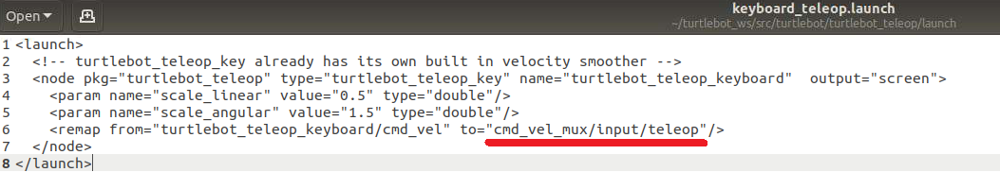 Open
keyboard_teleop.launch
~/turtlebot_ws/src/turtlebot/turtlebot_teleop/launch
1 <launch>
2   <!-- turtlebot_teleop_key already has its own built in velocity smoother -->
3   <node pkg="turtlebot_teleop" type="turtlebot_teleop_key" name="turtlebot_teleop_keyboard"  output="screen">
4     <param name="scale_linear" value="0.5" type="double"/>
5     <param name="scale_angular" value="1.5" type="double"/>
6     <remap from="turtlebot_teleop_keyboard/cmd_vel" to="cmd_vel_mux/input/teleop"/>
7   </node>
8 </launch>